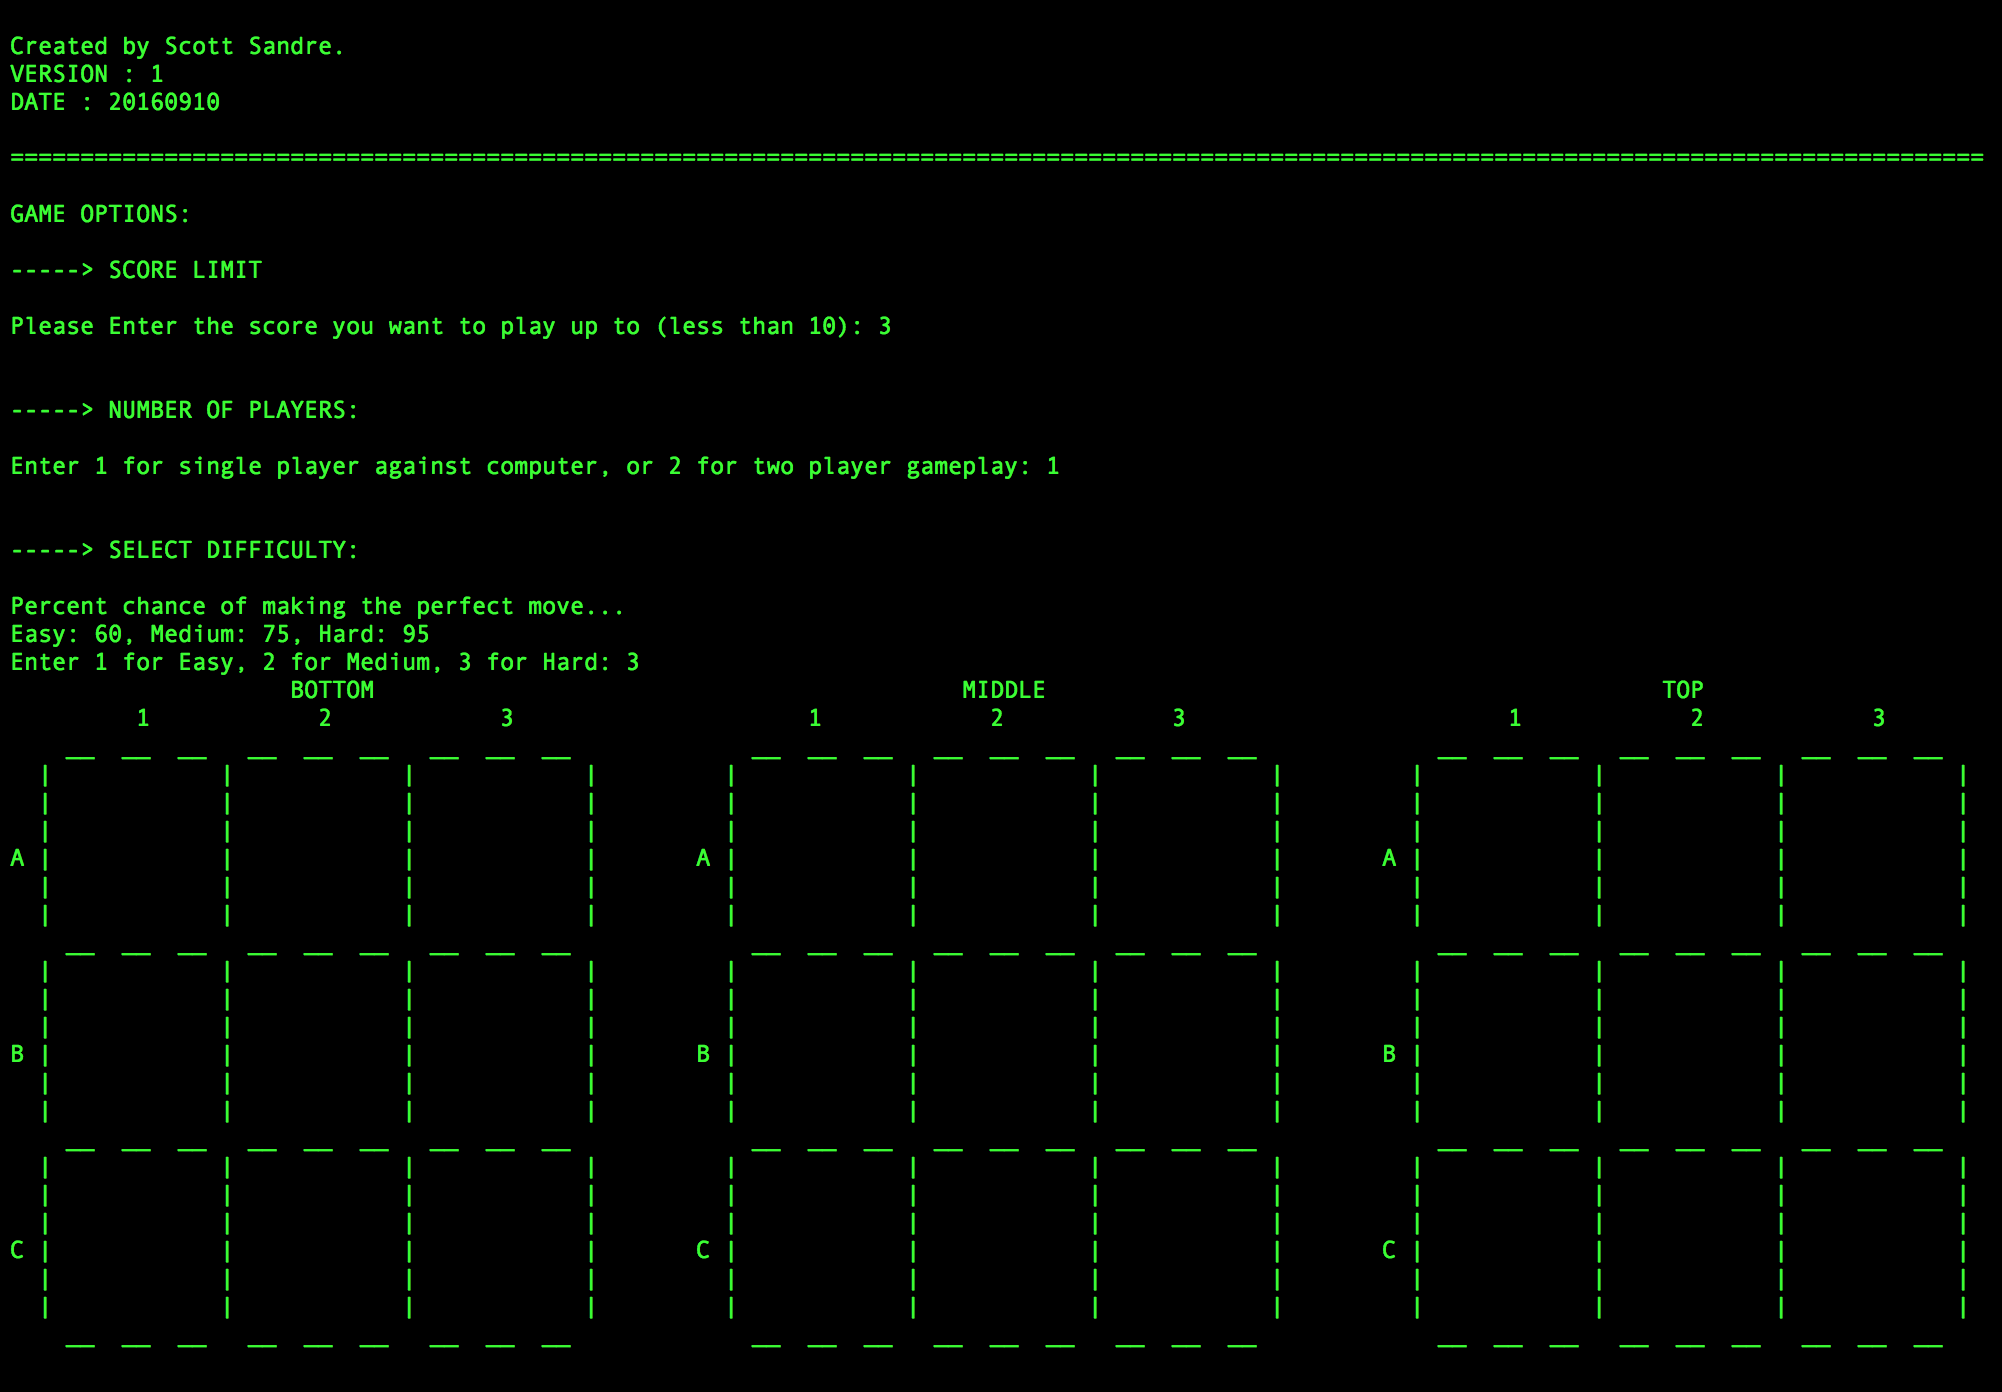 Created by Scott Sandre.
VERSION : 1
DATE : 20160910
=============================================================================================================================================
GAME OPTIONS:
-----> SCORE LIMIT
Please Enter the score you want to play up to (less than 10): 3
-----> NUMBER OF PLAYERS:
Enter 1 for single player against computer, or 2 for two player gameplay: 1
-----> SELECT DIFFICULTY:
Percent chance of making the perfect move...
Easy: 60, Medium: 75, Hard: 95
Enter 1 for Easy, 2 for Medium, 3 for Hard: 3
BOTTOM MIDDLE TOP
1 2 3 1 2 3 1 2 3
A A A
B B B
C C C